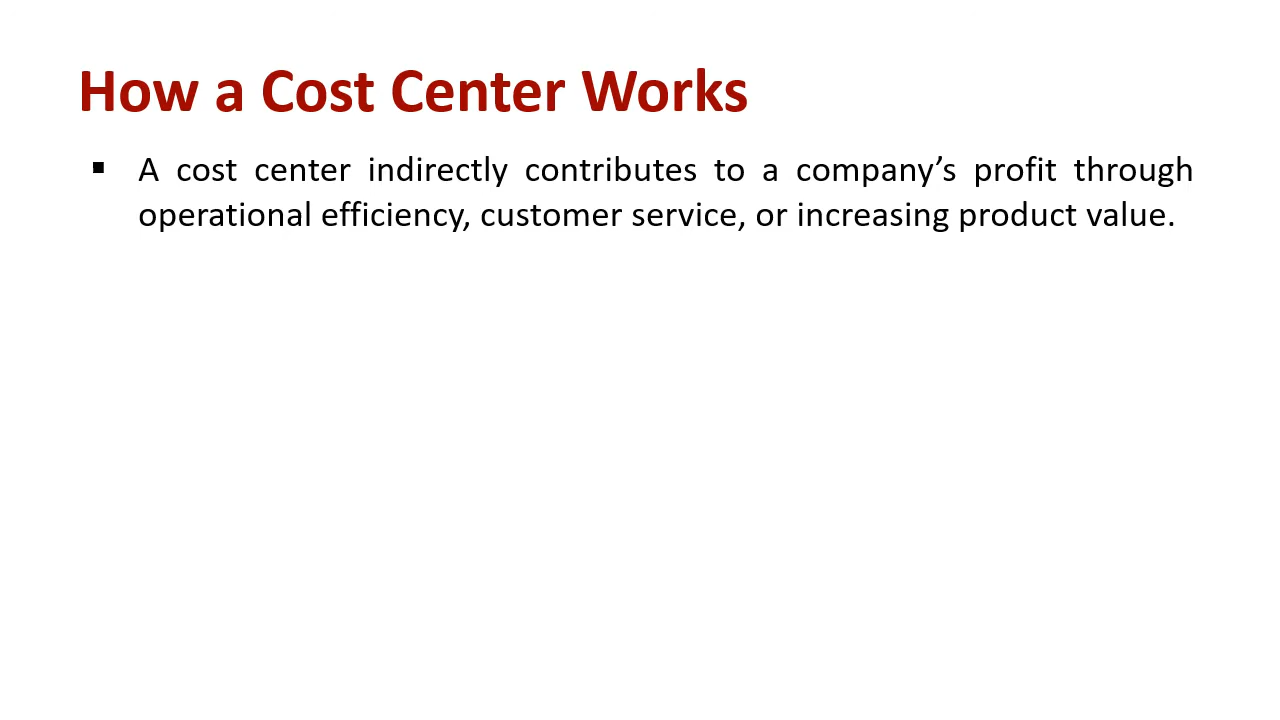 How a Cost Center Works
▪ A cost center indirectly contributes to a company’s profit through
operational efficiency, customer service, or increasing product value.